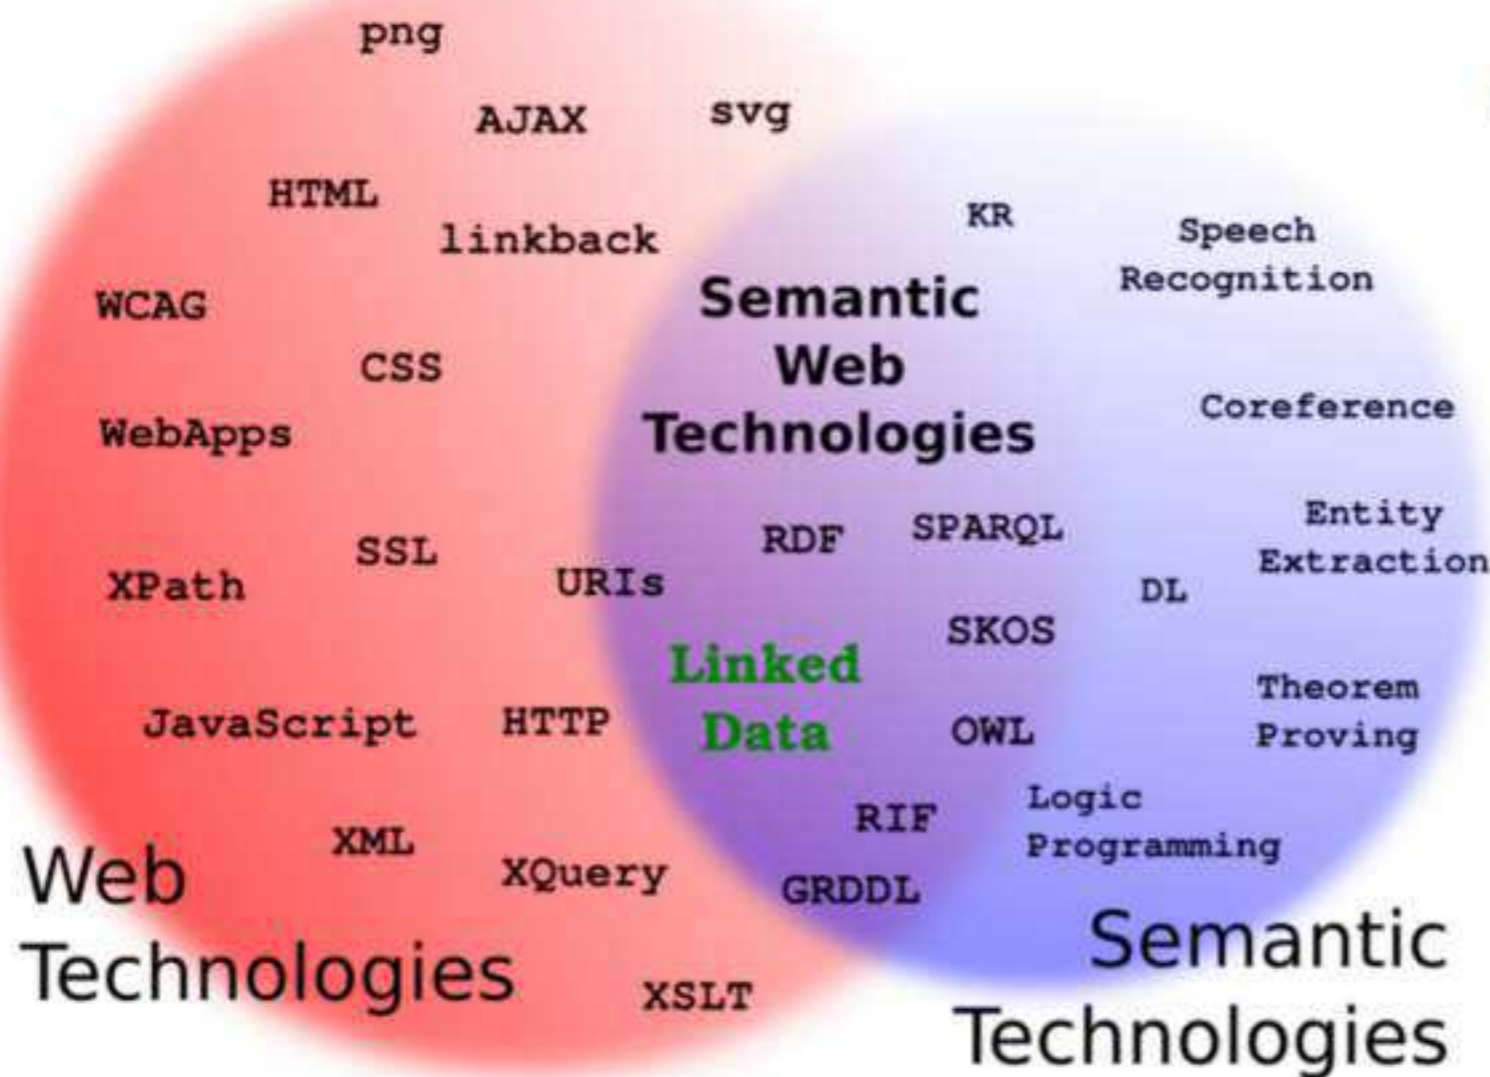 png
AJAX
svg
HTML
linkback
KR
Speech
Recognition
WCAG
Semantic
Web
Technologies
CSS
Coreference
WebApps
Entity
Extraction
RDF
SPARQL
SSL
XPath
URIs
DL
SKOS
Linked
Data
Theorem
Proving
JavaScript
HTTP
OWL
Logic
Programming
RIF
XML
XQuery
GRDDL
Web
Technologies
XSLT
Semantic
Technologies